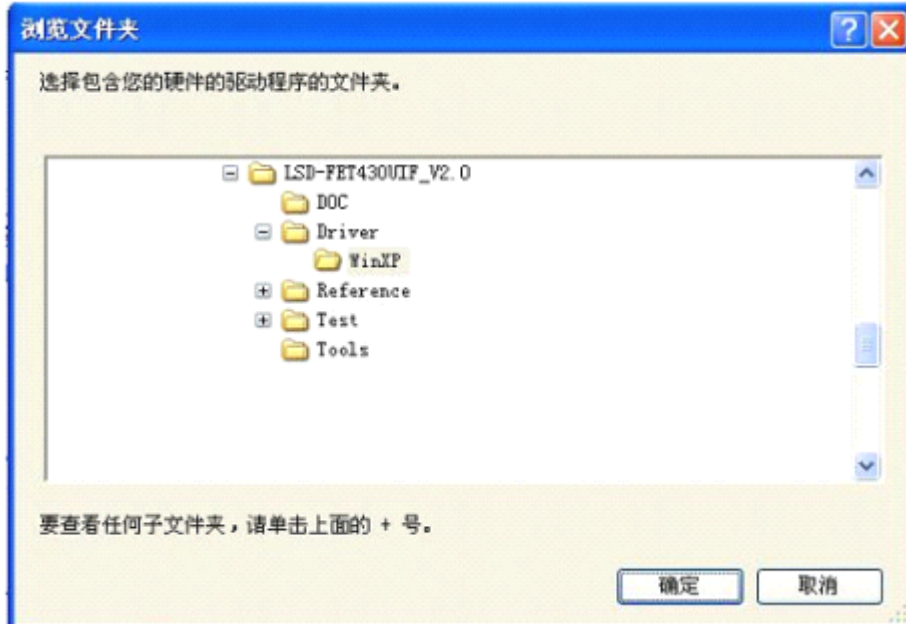 浏览文件夹
选择包含您的硬件的驱动程序的文件夹。
LSD-FET430UIF_V2.0
DOC
Driver
WinXP
Reference
Test
Tools
要查看任何子文件夹，请单击上面的 + 号。
确定 取消